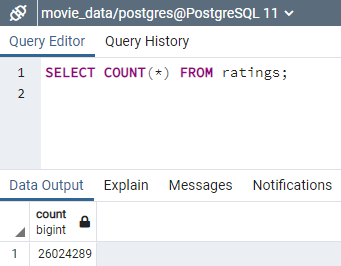 movie_data/postgres@PostgreSQL 11
Query Editor Query History
1 SELECT COUNT(*) FROM ratings;
2
Data Output Explain Messages Notifications
count
bigint
1 26024289